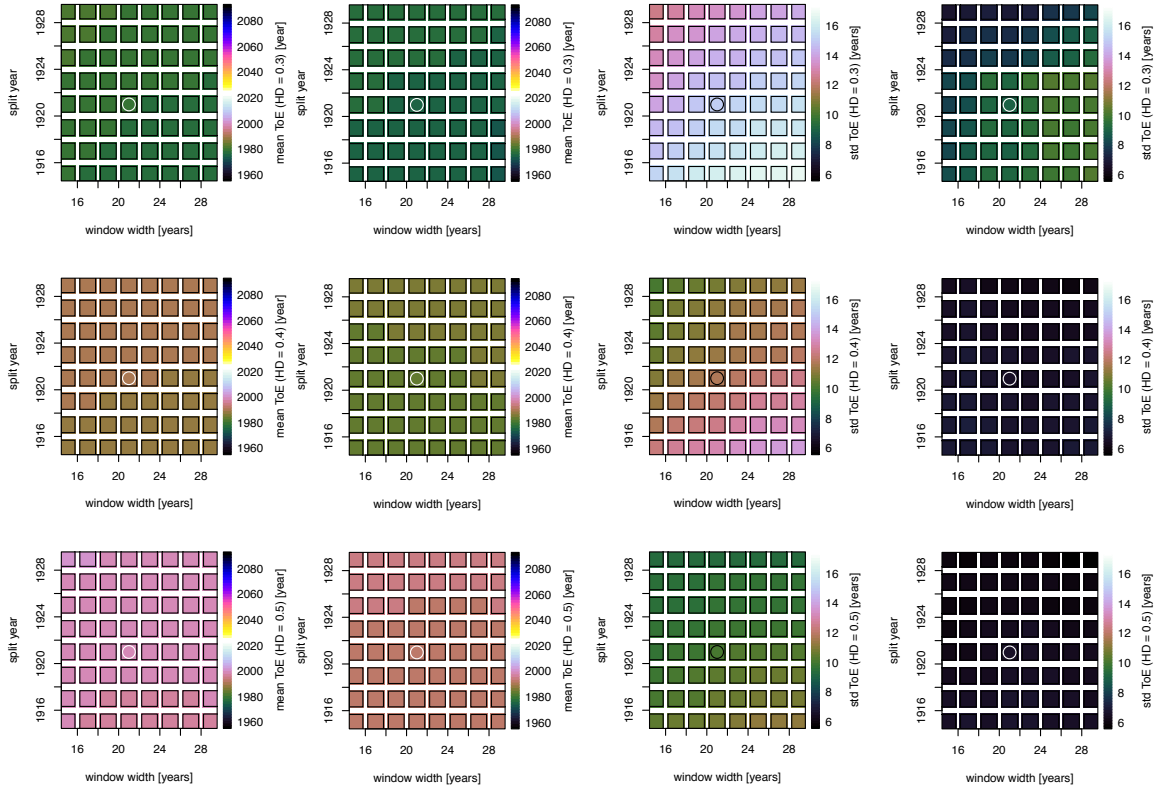 split year
1916 1920 1924 1928
16 20 24 28
window width [years]
1960 1980 2000 2020 2040 2060 2080
mean ToE (HD = 0.3) [year]
split year
1916 1920 1924 1928
16 20 24 28
window width [years]
1960 1980 2000 2020 2040 2060 2080
mean ToE (HD = 0.3) [year]
split year
1916 1920 1924 1928
16 20 24 28
window width [years]
6 8 10 12 14 16
std ToE (HD = 0.3) [years]
split year
1916 1920 1924 1928
16 20 24 28
window width [years]
6 8 10 12 14 16
std ToE (HD = 0.3) [years]
split year
1916 1920 1924 1928
16 20 24 28
window width [years]
1960 1980 2000 2020 2040 2060 2080
mean ToE (HD = 0.4) [year]
split year
1916 1920 1924 1928
16 20 24 28
window width [years]
1960 1980 2000 2020 2040 2060 2080
mean ToE (HD = 0.4) [year]
split year
1916 1920 1924 1928
16 20 24 28
window width [years]
6 8 10 12 14 16
std ToE (HD = 0.4) [years]
split year
1916 1920 1924 1928
16 20 24 28
window width [years]
6 8 10 12 14 16
std ToE (HD = 0.4) [years]
split year
1916 1920 1924 1928
16 20 24 28
window width [years]
1960 1980 2000 2020 2040 2060 2080
mean ToE (HD = 0.5) [year]
split year
1916 1920 1924 1928
16 20 24 28
window width [years]
1960 1980 2000 2020 2040 2060 2080
mean ToE (HD = 0.5) [year]
split year
1916 1920 1924 1928
16 20 24 28
window width [years]
6 8 10 12 14 16
std ToE (HD = 0.5) [years]
split year
1916 1920 1924 1928
16 20 24 28
window width [years]
6 8 10 12 14 16
std ToE (HD = 0.5) [years]